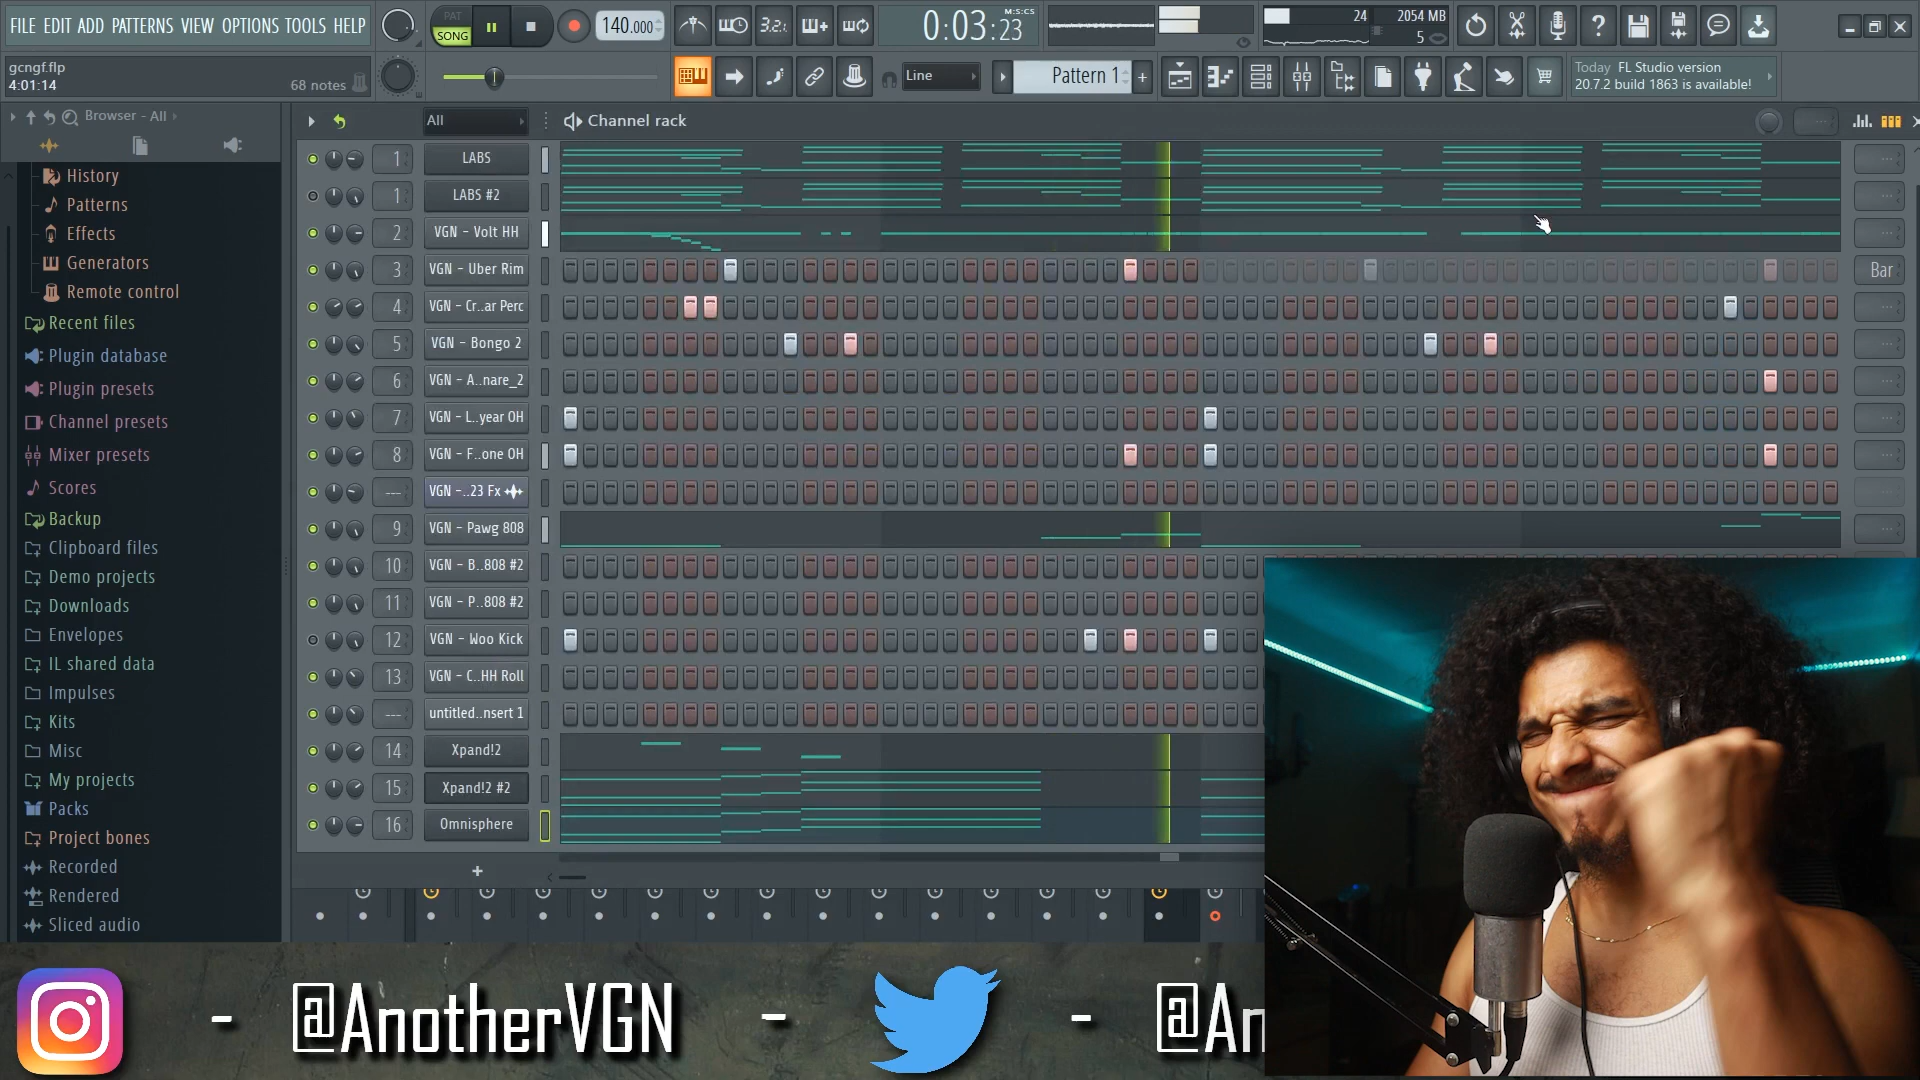 FILE EDIT ADD PATTERNS VIEW OPTIONS TOOLS HELP
PAT
SONG
140.000
3.2.
0:03:23
M:S:CS
24
2054 MB
5
gcngf.flp
4:01:14
68 notes
Line
Pattern 1
Today FL Studio version
20.7.2 build 1863 is available!
Browser - All
History
Patterns
Effects
Generators
Remote control
Recent files
Plugin database
Plugin presets
Channel presets
Mixer presets
Scores
Backup
Clipboard files
Demo projects
Downloads
Envelopes
IL shared data
Impulses
Kits
Misc
My projects
Packs
Project bones
Recorded
Rendered
Sliced audio
All
Channel rack
1 LABS
1 LABS #2
2 VGN - Volt HH
3 VGN - Uber Rim Bar
4 VGN - Cr..ar Perc
5 VGN - Bongo 2
6 VGN - A..nare_2
7 VGN - L..year OH
8 VGN - F..one OH
--- VGN -..23 Fx
9 VGN - Pawg 808
10 VGN - B..808 #2
11 VGN - P..808 #2
12 VGN - Woo Kick
13 VGN - C..HH Roll
--- untitled..nsert 1
14 Xpand!2
15 Xpand!2 #2
16 Omnisphere
- @AnotherVGN - - @An